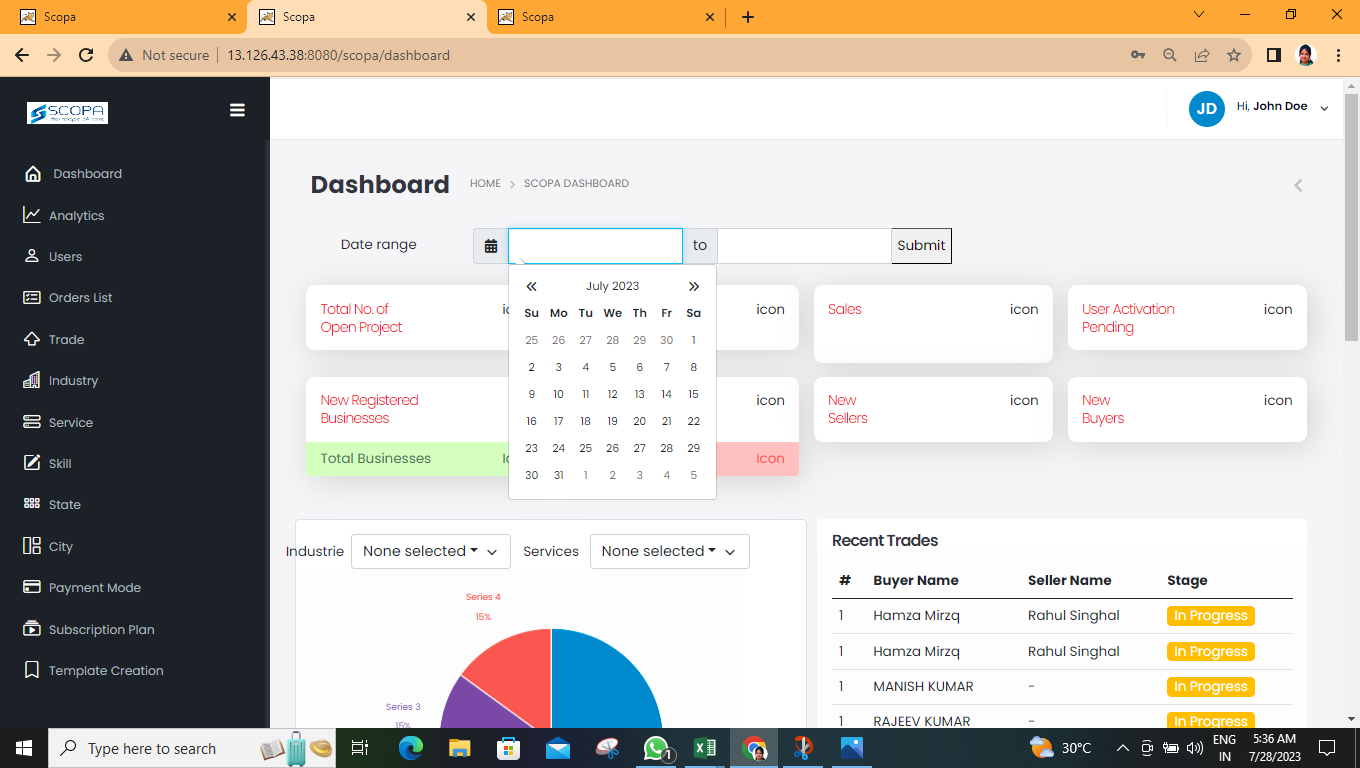 Scopa
Scopa
Scopa
Not secure 13.126.43.38:8080/scopa/dashboard
SCOPA
JD Hi, John Doe
Dashboard
Analytics
Users
Orders List
Trade
Industry
Service
Skill
State
City
Payment Mode
Subscription Plan
Template Creation
Dashboard HOME SCOPA DASHBOARD
Date range to Submit
July 2023
Su Mo Tu We Th Fr Sa
25 26 27 28 29 30 1
2 3 4 5 6 7 8
9 10 11 12 13 14 15
16 17 18 19 20 21 22
23 24 25 26 27 28 29
30 31 1 2 3 4 5
Total No. of
Open Project
icon
Sales icon
User Activation
Pending
icon
New Registered
Businesses
icon
Total Businesses
Icon
New
Sellers
icon
New
Buyers
icon
Industrie None selected Services None selected
Series 4
15%
Series 3
15%
Recent Trades
# Buyer Name Seller Name Stage
1 Hamza Mirzq Rahul Singhal In Progress
1 Hamza Mirzq Rahul Singhal In Progress
1 MANISH KUMAR - In Progress
1 RAJEEV KUMAR - In Progress
Type here to search
1
30°C
ENG
IN
5:36 AM
7/28/2023